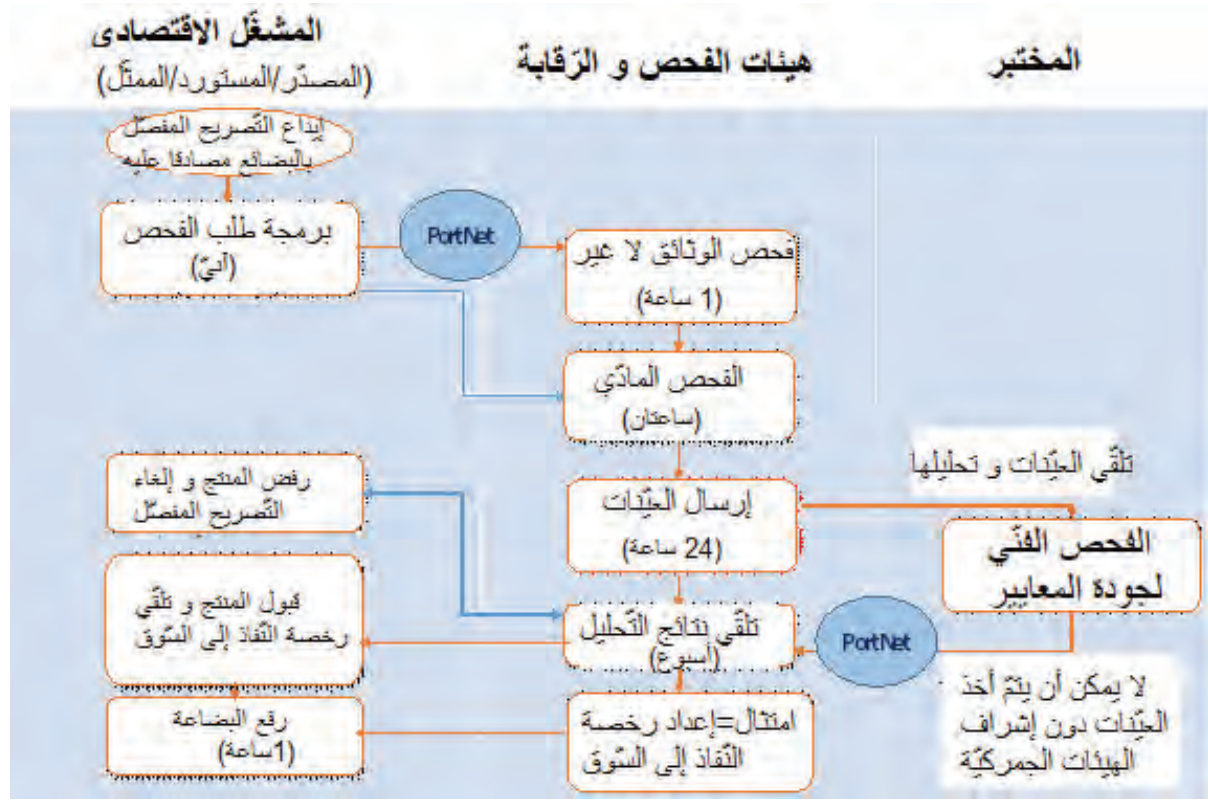 المشغّل الاقتصادى
(المصدّر/المستورد/الممثّل)
هيئات الفحص و الرّقابة
المختبر
إيداع التّصريح المفصّل
بالبضائع مصادقا عليه
برمجة طلب الفحص
(آنيّ)
PortNet
فحص الوثائق لا غير
(1 ساعة)
الفحص المادّي
(ساعتان)
تلقّي العيّنات و تحليلها
رفض المنتج و إلغاء
التّصريح المفصّل
إرسال العيّنات
(24 ساعة)
الفحص الفنّي
لجودة المعايير
قبول المنتج و تلقّي
رخصة النّفاذ إلى السّوق
تلقّي نتائج التّحليل
(أسبوع)
PortNet
لا يمكن أن يتمّ أخذ
العيّنات دون إشراف
الهيئات الجمركيّة
رفع البضاعة
(1ساعة)
امتثال=إعداد رخصة
النّفاذ إلى السّوق